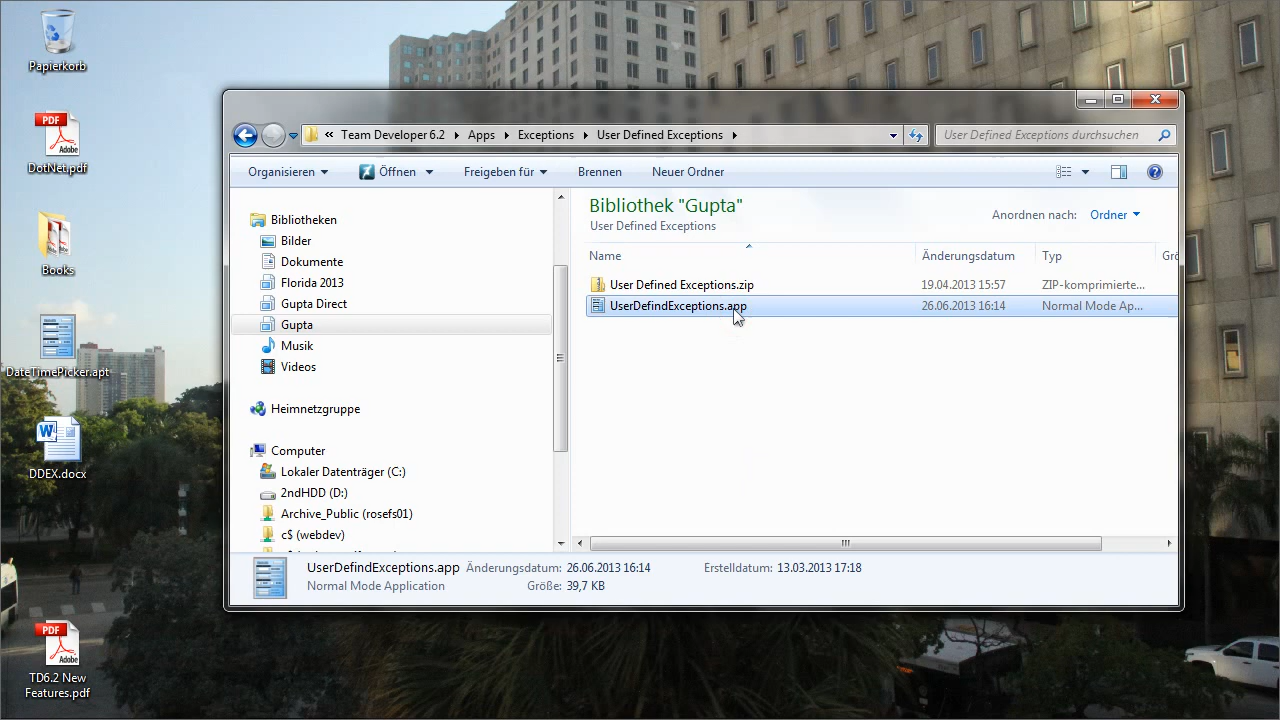 Papierkorb
PDF
Adobe
DotNet.pdf
Books
DateTimePicker.apt
W
DDEX.docx
PDF
Adobe
TD6.2 New
Features.pdf
« Team Developer 6.2 Apps Exceptions User Defined Exceptions
User Defined Exceptions durchsuchen
Organisieren Öffnen Freigeben für Brennen Neuer Ordner
Bibliotheken
Bilder
Dokumente
Florida 2013
Gupta Direct
Gupta
Musik
Videos
Heimnetzgruppe
Computer
Lokaler Datenträger (C:)
2ndHDD (D:)
Archive_Public (rosefs01)
c$ (webdev)
Bibliothek "Gupta"
User Defined Exceptions
Anordnen nach: Ordner
Name Änderungsdatum Typ Grö
User Defined Exceptions.zip 19.04.2013 15:57 ZIP-komprimierte...
UserDefindExceptions.app 26.06.2013 16:14 Normal Mode Ap...
UserDefindExceptions.app Änderungsdatum: 26.06.2013 16:14 Erstelldatum: 13.03.2013 17:18
Normal Mode Application Größe: 39,7 KB